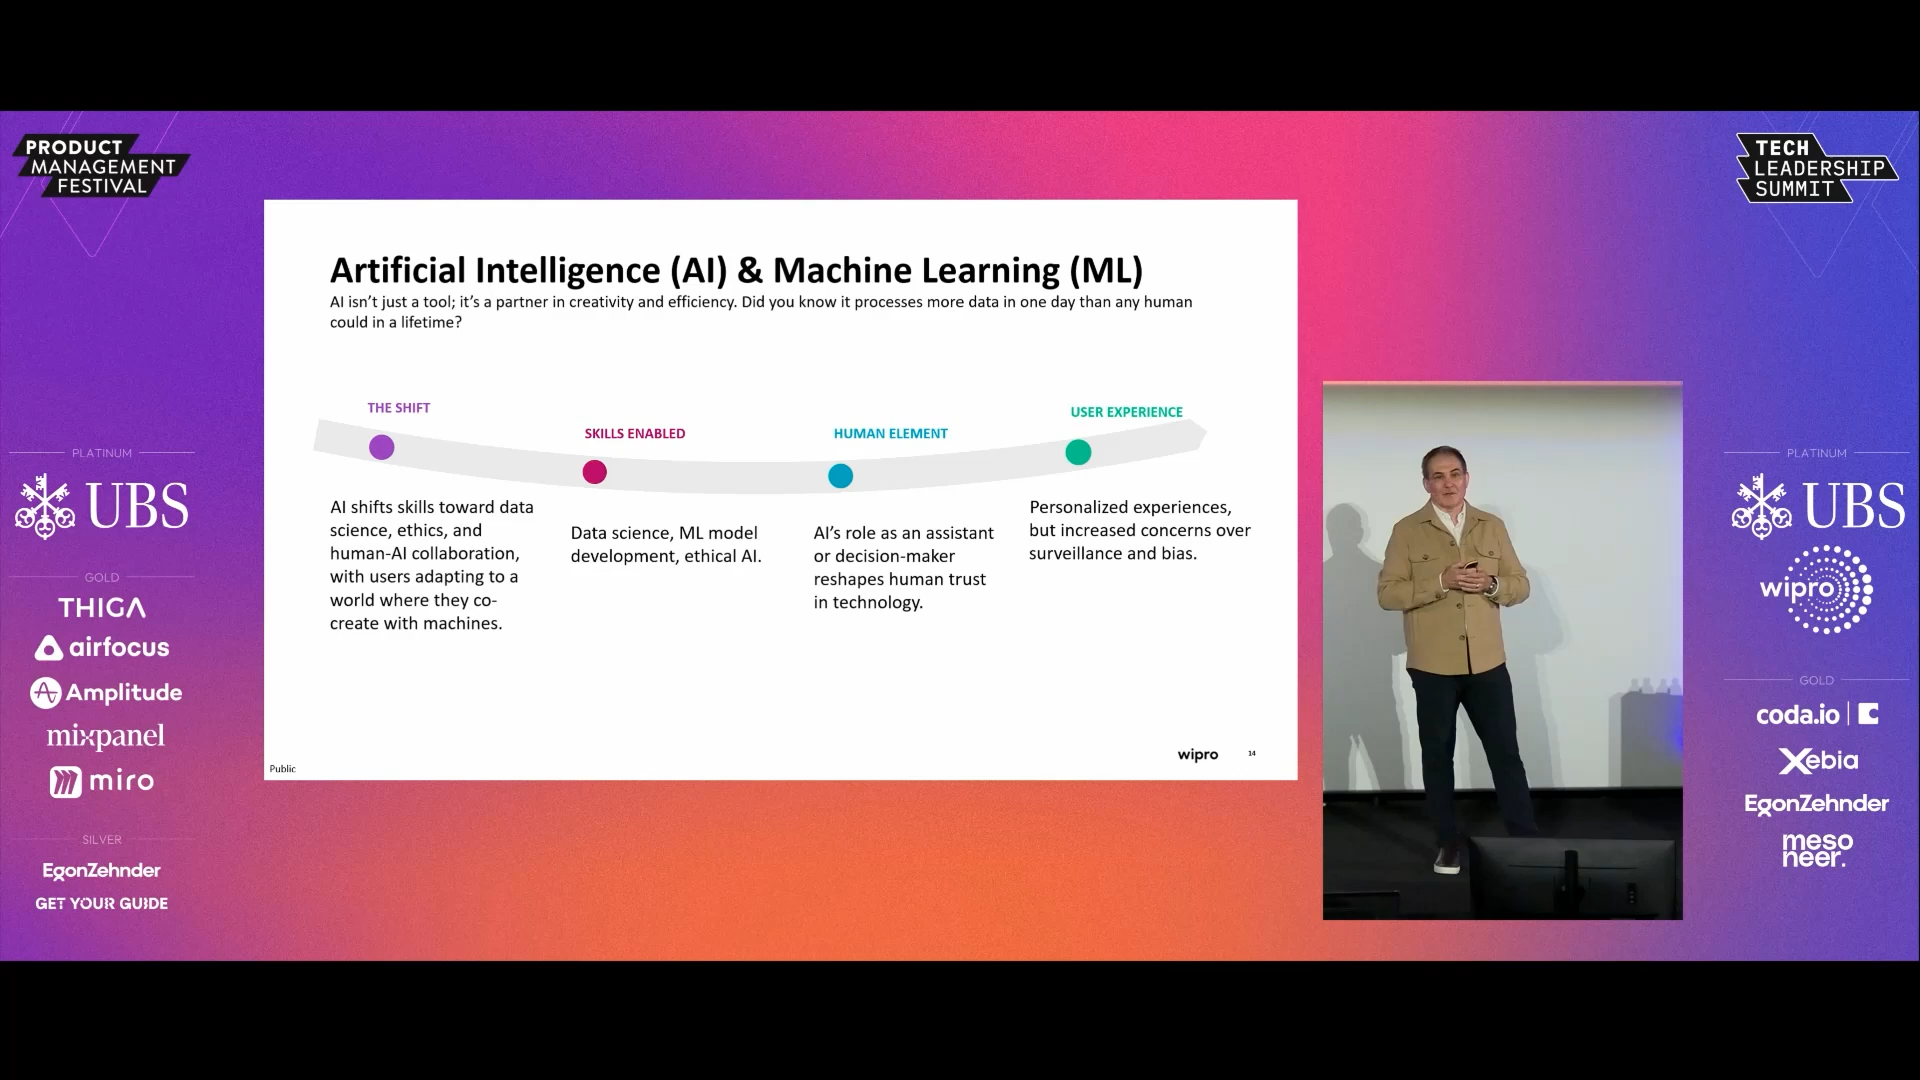 PRODUCT
MANAGEMENT
FESTIVAL
TECH
LEADERSHIP
SUMMIT
Artificial Intelligence (AI) & Machine Learning (ML)
AI isn't just a tool; it's a partner in creativity and efficiency. Did you know it processes more data in one day than any human
could in a lifetime?
THE SHIFT
AI shifts skills toward data
science, ethics, and
human-AI collaboration,
with users adapting to a
world where they co-
create with machines.
SKILLS ENABLED
Data science, ML model
development, ethical AI.
HUMAN ELEMENT
AI's role as an assistant
or decision-maker
reshapes human trust
in technology.
USER EXPERIENCE
Personalized experiences,
but increased concerns over
surveillance and bias.
Public
wipro
14
PLATINUM
UBS
GOLD
THIGA
airfocus
Amplitude
mixpanel
miro
SILVER
EgonZehnder
GET YOUR GUIDE
PLATINUM
UBS
wipro
GOLD
coda.io
Xebia
EgonZehnder
meso
neer.